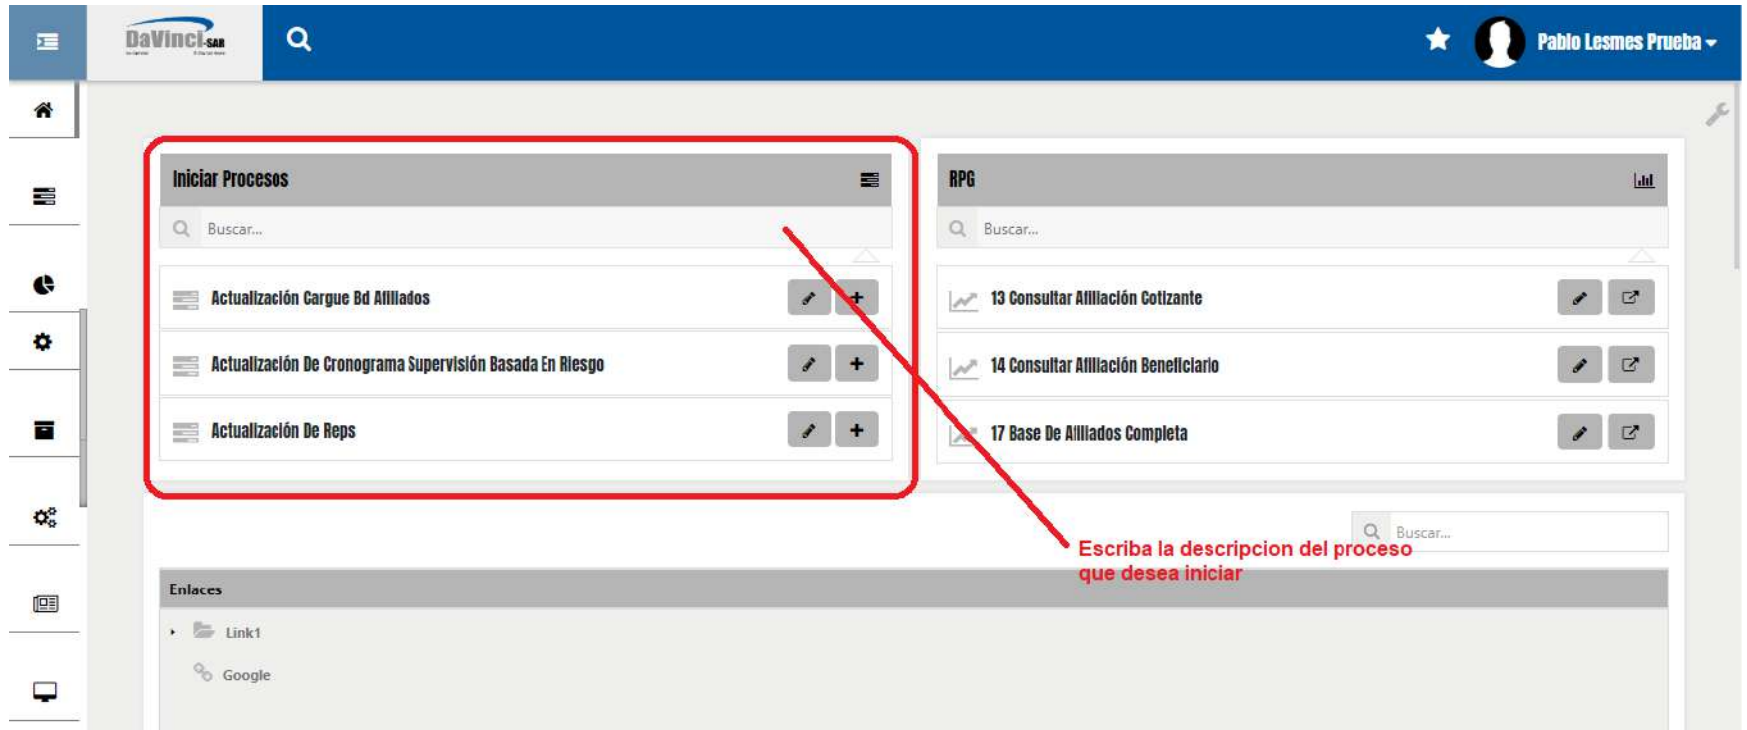 DaVinci-SAR
Pablo Lesmes Prueba
Iniciar Procesos
Buscar...
Actualización Cargue Bd Afiliados
Actualización De Cronograma Supervisión Basada En Riesgo
Actualización De Reps
RPG
Buscar...
13 Consultar Afiliación Cotizante
14 Consultar Afiliación Beneficiario
17 Base De Afiliados Completa
Buscar...
Escriba la descripcion del proceso
que desea iniciar
Enlaces
Link1
Google